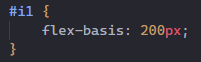 #i1 {
    flex-basis: 200px;
}